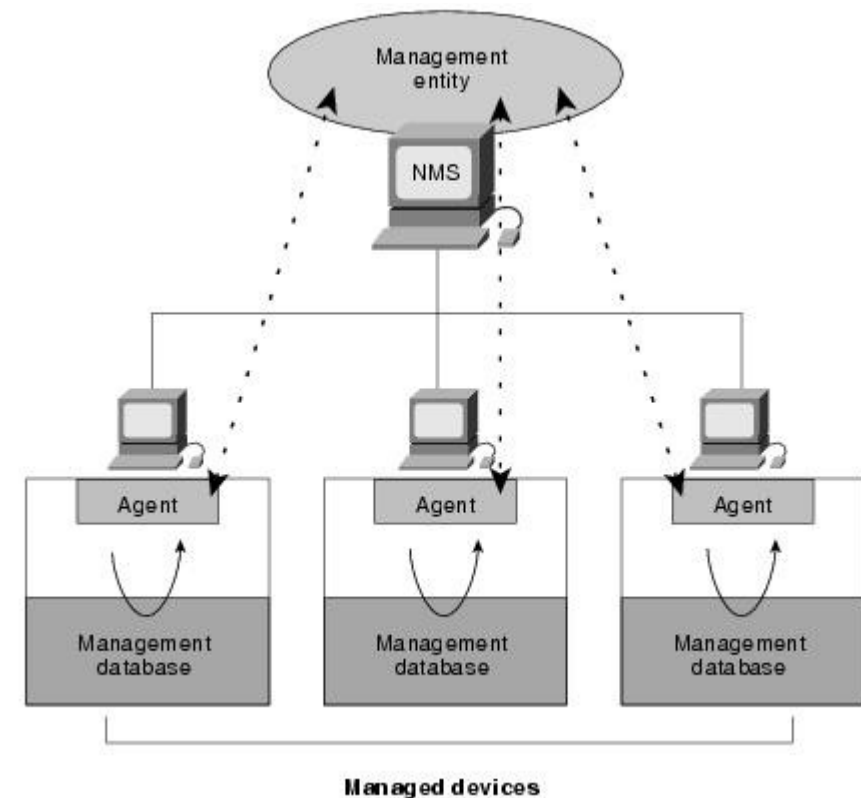 Management
entity
NMS
Agent
Agent
Agent
Management
database
Management
database
Management
database
Managed devices